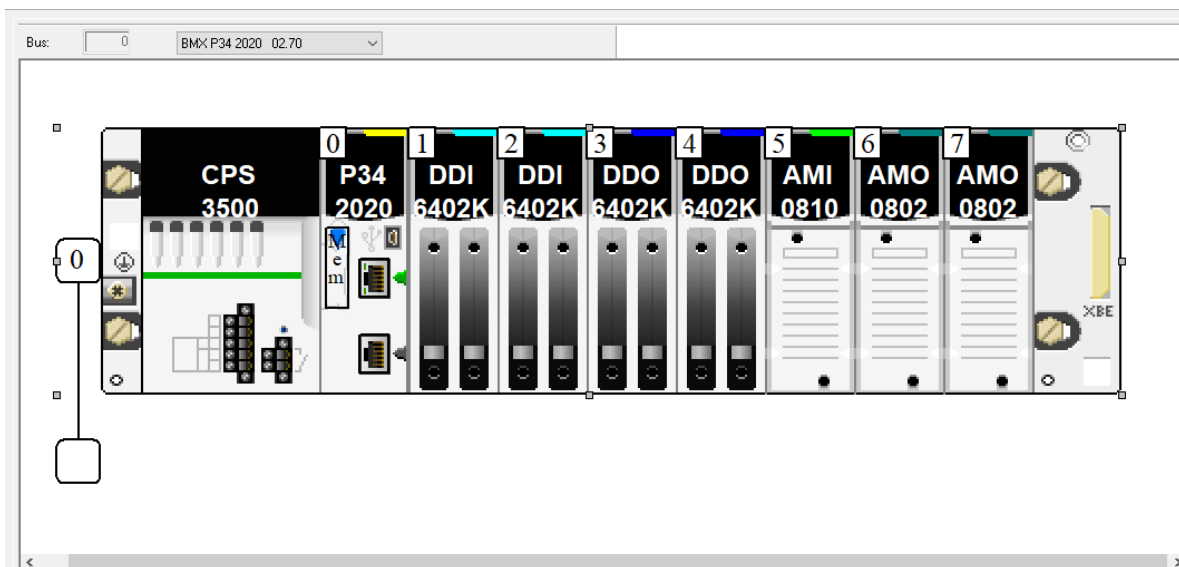 Bus: 0 BMX P34 2020 02.70
0 1 2 3 4 5 6 7
CPS P34 DDI DDI DDO DDO AMI AMO AMO
3500 2020 6402K 6402K 6402K 6402K 0810 0802 0802
Mem
0
XBE